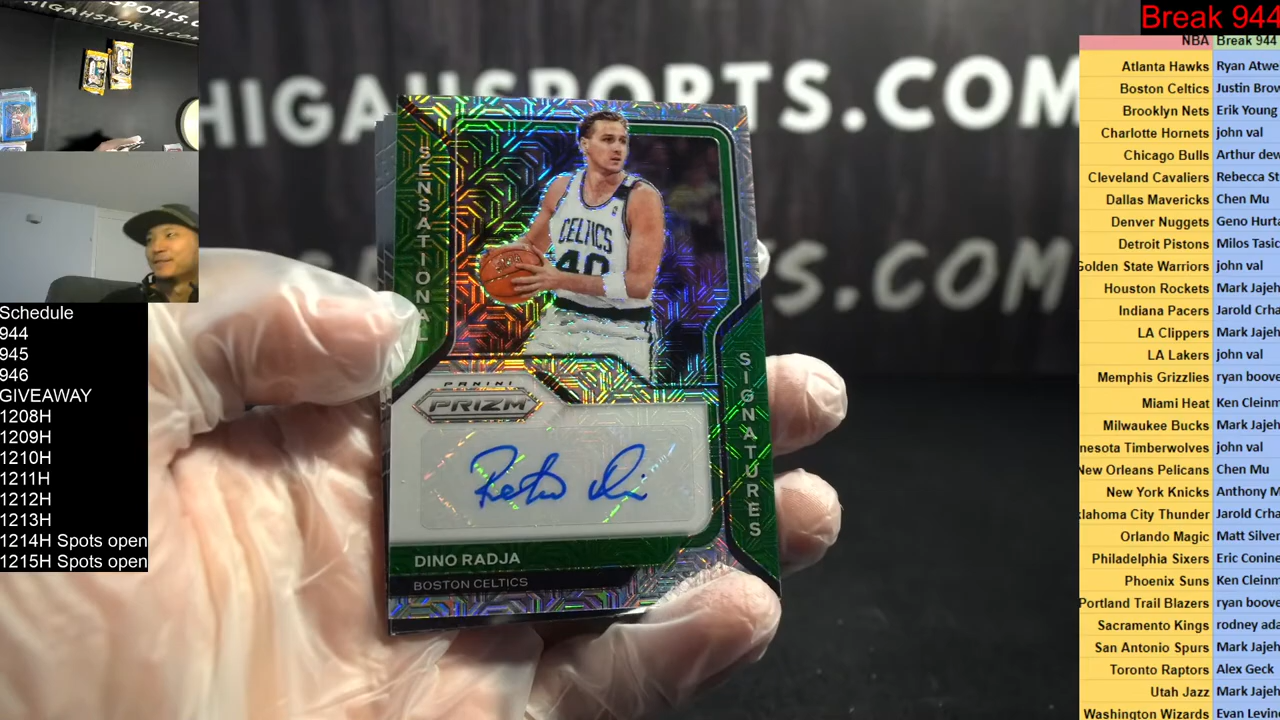 HIGAHSPORTS.COM
Break 944
NBA Break 944
Atlanta Hawks Ryan Atwe
Boston Celtics Justin Brow
Brooklyn Nets Erik Young
Charlotte Hornets john val
Chicago Bulls Arthur dew
Cleveland Cavaliers Rebecca St
Dallas Mavericks Chen Mu
Denver Nuggets Geno Hurta
Detroit Pistons Milos Tasic
Golden State Warriors john val
Houston Rockets Mark Jajeh
Indiana Pacers Jarold Crha
LA Clippers Mark Jajeh
LA Lakers john val
Memphis Grizzlies ryan boove
Miami Heat Ken Cleinm
Milwaukee Bucks Mark Jajeh
nesota Timberwolves john val
New Orleans Pelicans Chen Mu
New York Knicks Anthony M
klahoma City Thunder Jarold Crha
Orlando Magic Matt Silver
Philadelphia Sixers Eric Conine
Phoenix Suns Ken Cleinm
Portland Trail Blazers ryan boove
Sacramento Kings rodney ada
San Antonio Spurs Mark Jajeh
Toronto Raptors Alex Geck
Utah Jazz Mark Jajeh
Washington Wizards Evan Levin
Schedule
944
945
946
GIVEAWAY
1208H
1209H
1210H
1211H
1212H
1213H
1214H Spots open
1215H Spots open
SENSATIONAL
CELTICS
40
SIGNATURES
PANINI
PRIZM
DINO RADJA
BOSTON CELTICS